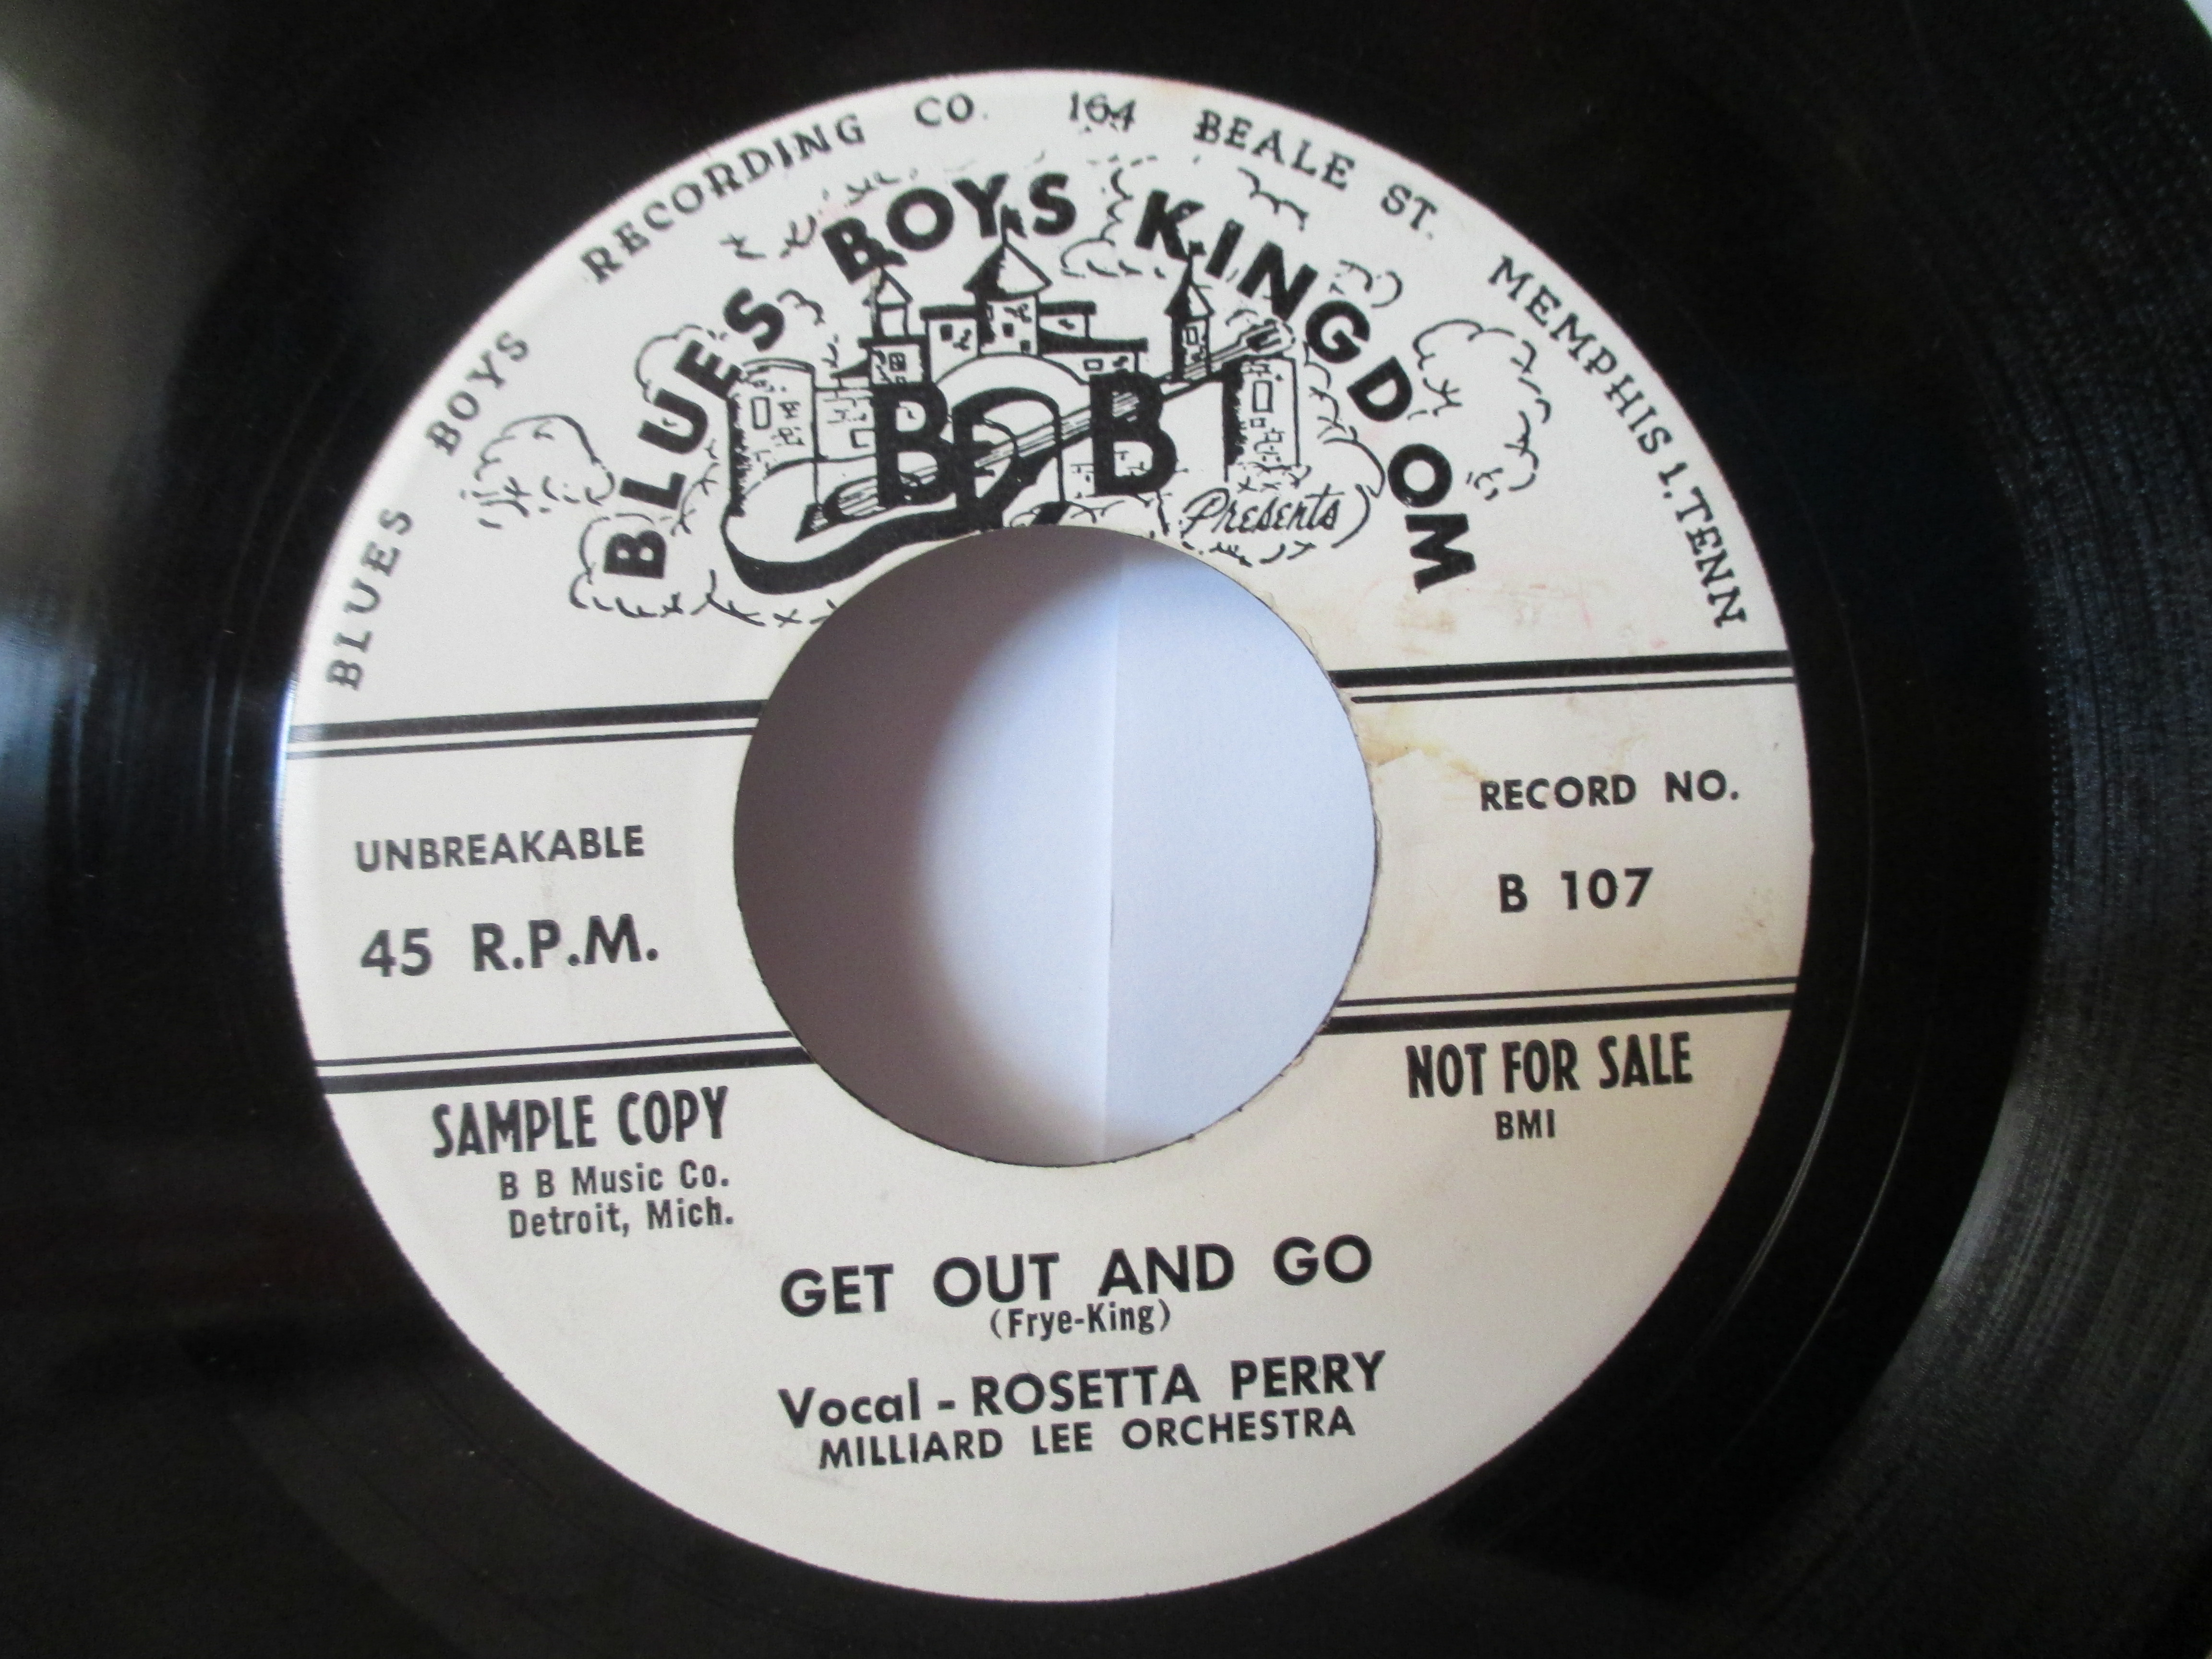 BLUES BOYS RECORDING CO. 164 BEALE ST. MEMPHIS 1, TENN
BLUES BOYS KINGDOM
B B
Presents
UNBREAKABLE
45 R.P.M.
RECORD NO.
B 107
SAMPLE COPY
B B Music Co.
Detroit, Mich.
NOT FOR SALE
BMI
GET OUT AND GO
(Frye-King)
Vocal - ROSETTA PERRY
MILLIARD LEE ORCHESTRA